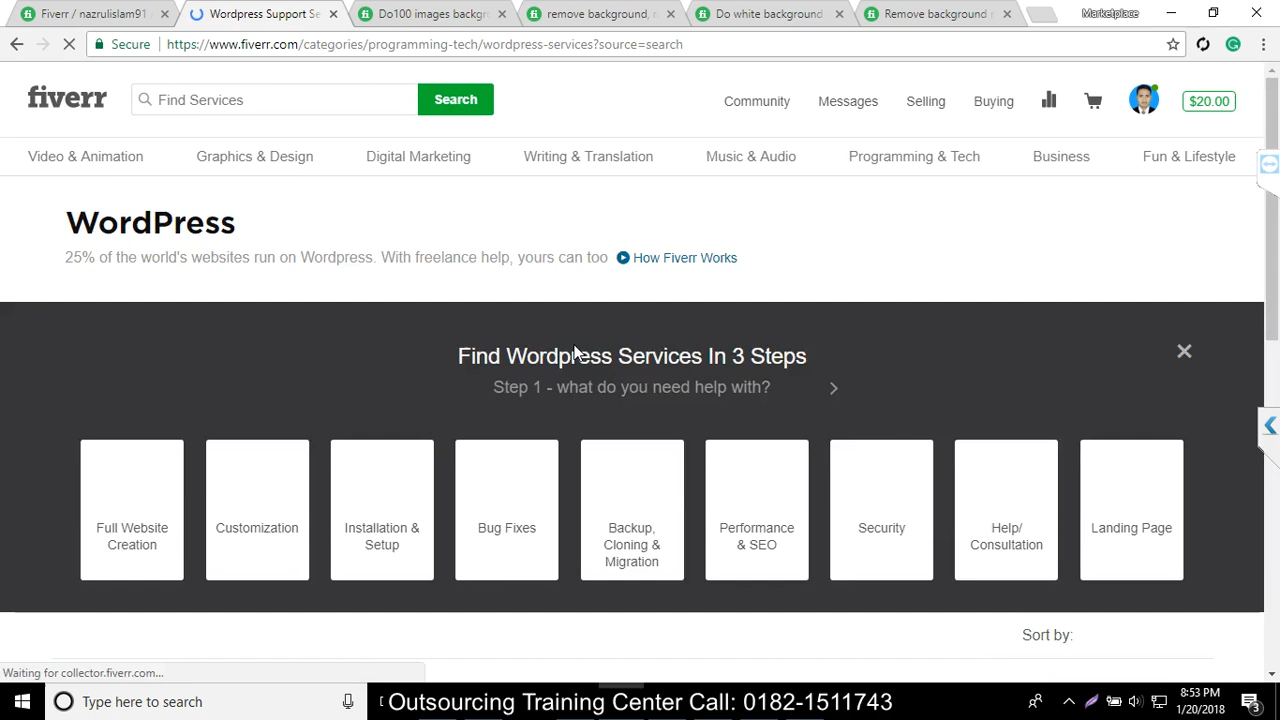 Fiverr / nazrulislam91
Wordpress Support Se
Do100 images backgr
remove background, r
Do white background
Remove background
Marketplace
Secure
https://www.fiverr.com/categories/programming-tech/wordpress-services?source=search
fiverr
Find Services
Search
Community
Messages
Selling
Buying
$20.00
Video & Animation
Graphics & Design
Digital Marketing
Writing & Translation
Music & Audio
Programming & Tech
Business
Fun & Lifestyle
WordPress
25% of the world's websites run on Wordpress. With freelance help, yours can too
How Fiverr Works
Find Wordpress Services In 3 Steps
Step 1 - what do you need help with?
Full Website
Creation
Customization
Installation &
Setup
Bug Fixes
Backup,
Cloning &
Migration
Performance
& SEO
Security
Help/
Consultation
Landing Page
Sort by:
Waiting for collector.fiverr.com...
Type here to search
Outsourcing Training Center Call: 0182-1511743
8:53 PM
1/20/2018
3